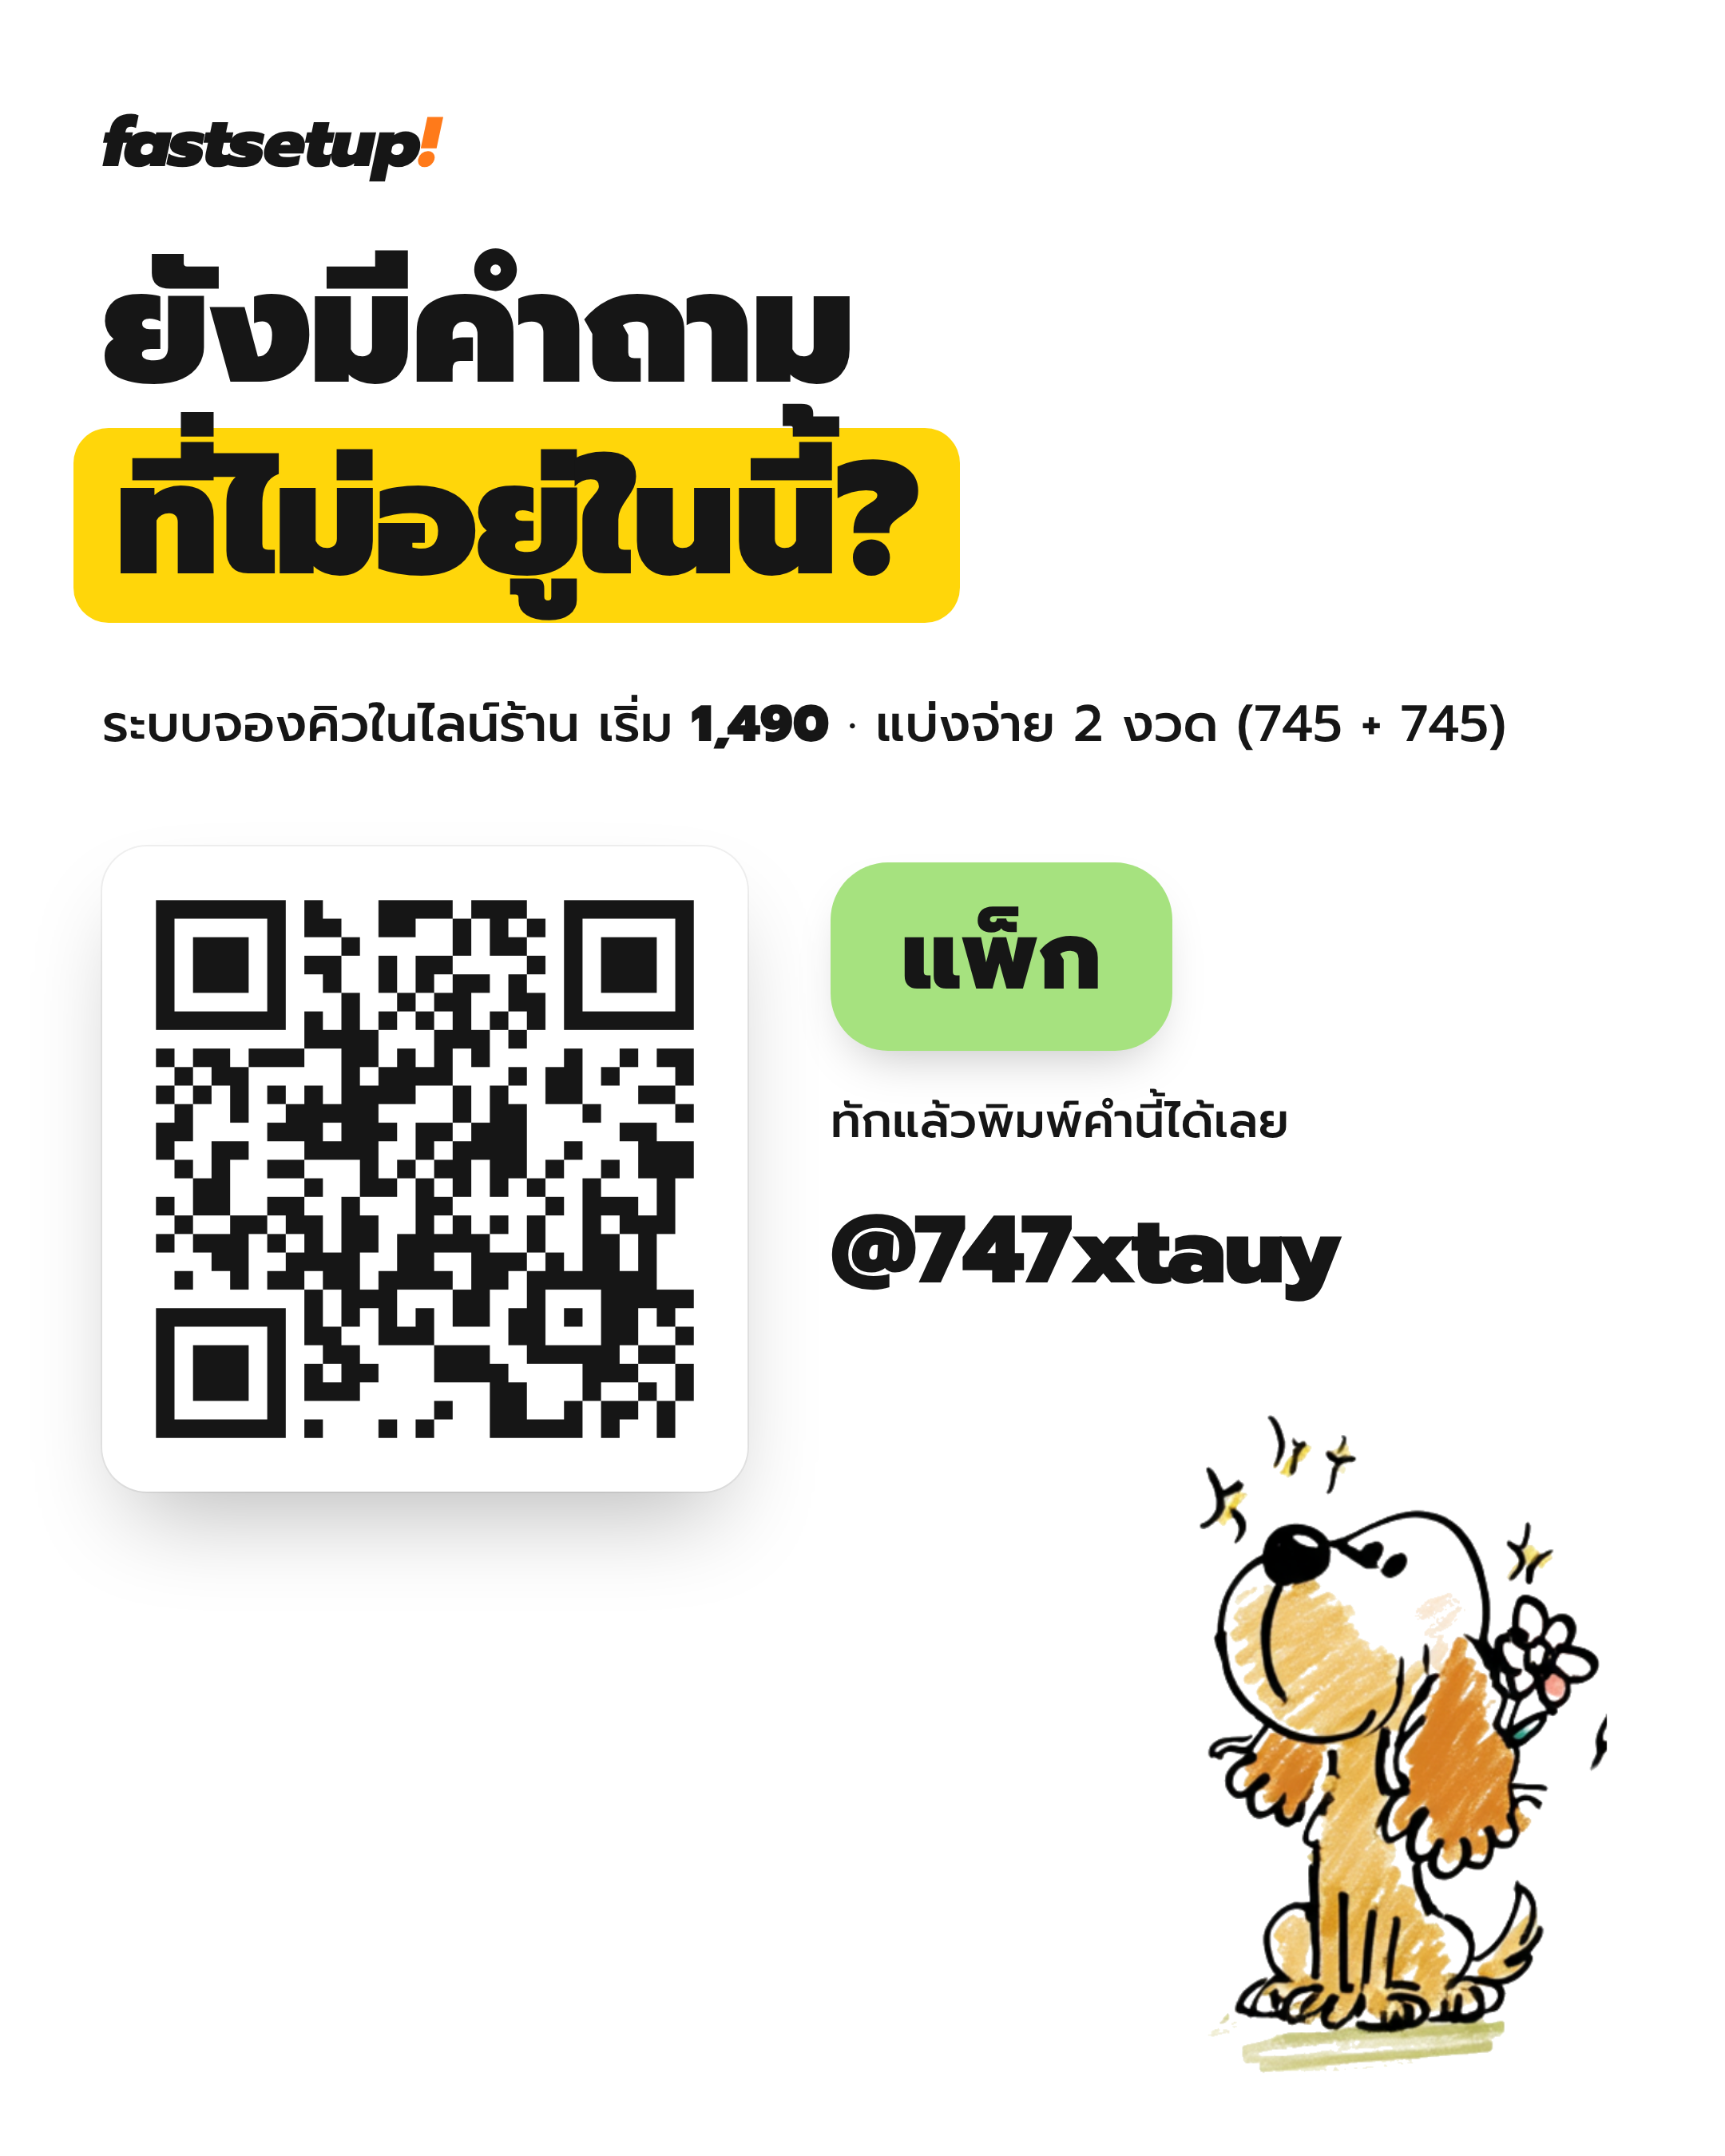 fastsetup!
ยังมีคำถาม
ที่ไม่อยู่ในนี้?
ระบบจองคิวในไลน์ร้าน เริ่ม 1,490 · แบ่งจ่าย 2 งวด (745 + 745)
แพ็ก
ทักแล้วพิมพ์คำนี้ได้เลย
@747xtauy